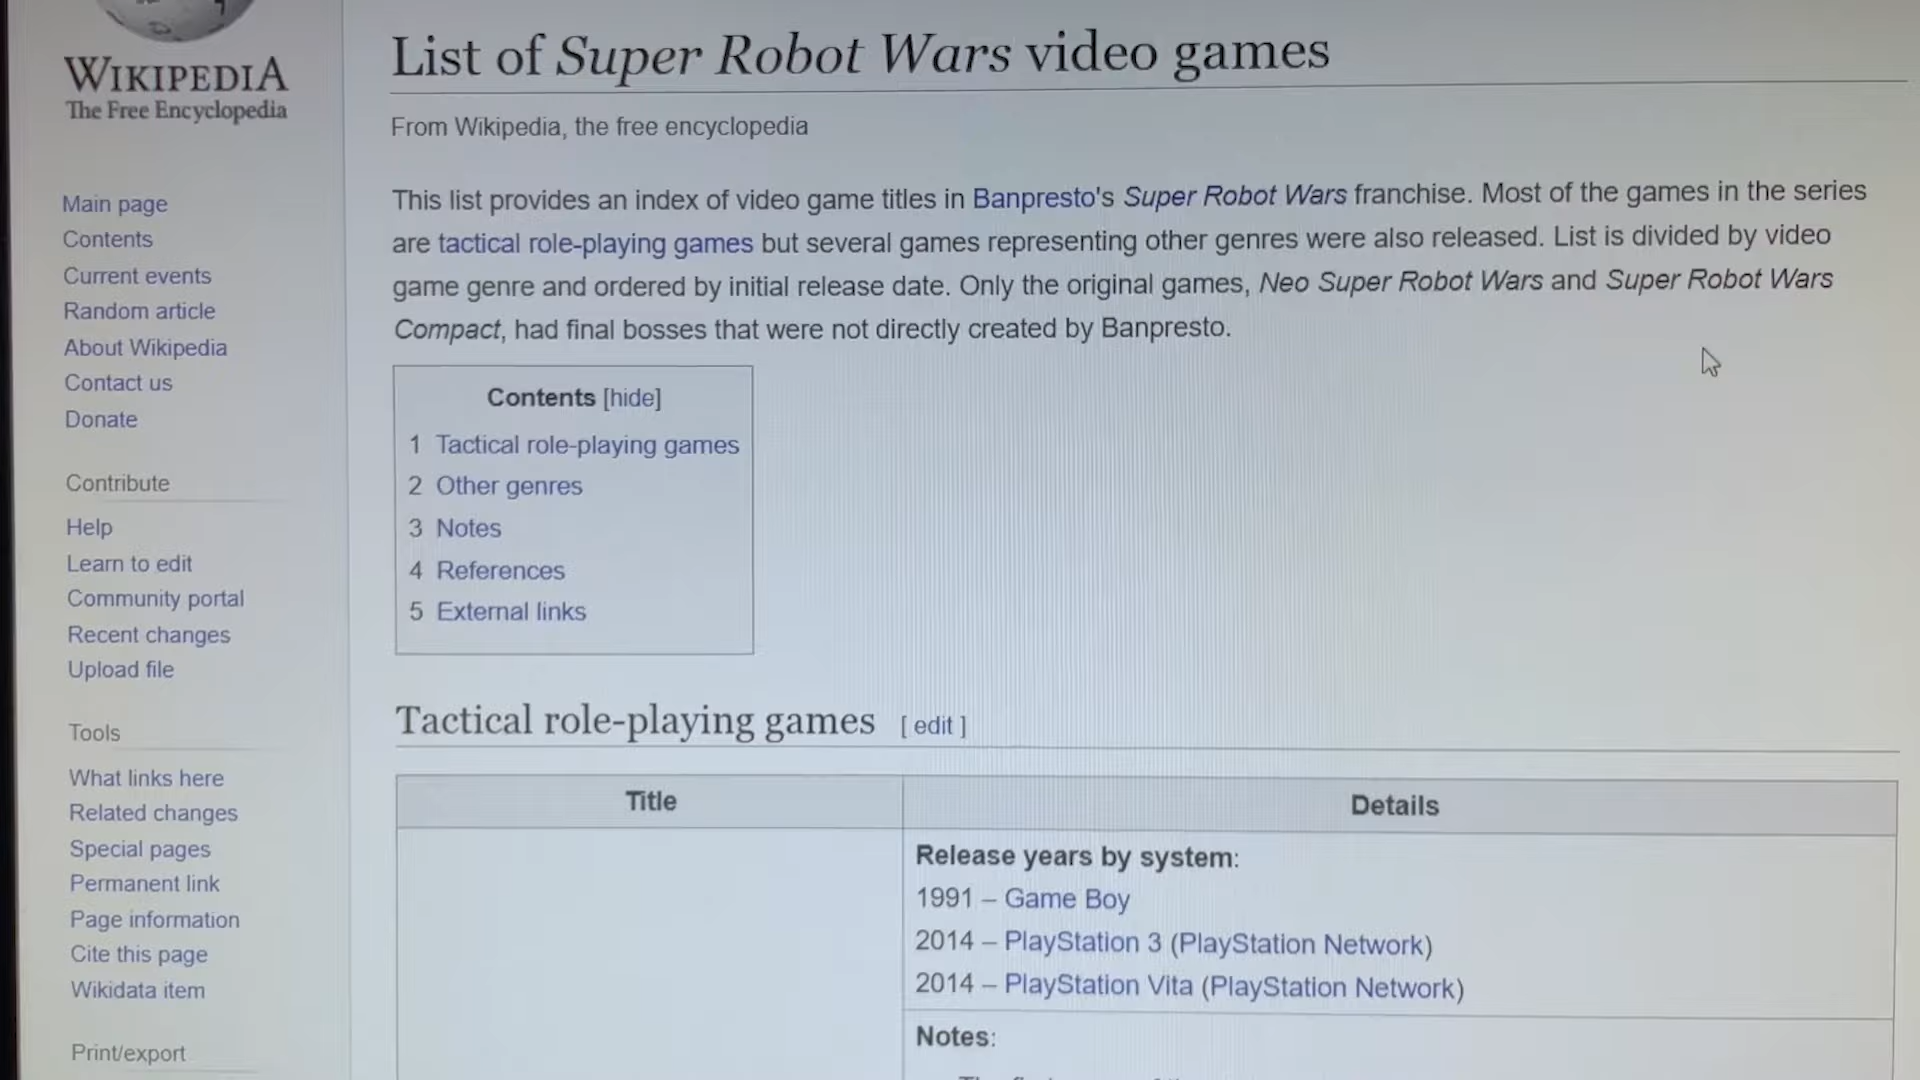 WIKIPEDIA
The Free Encyclopedia
Main page
Contents
Current events
Random article
About Wikipedia
Contact us
Donate
Contribute
Help
Learn to edit
Community portal
Recent changes
Upload file
Tools
What links here
Related changes
Special pages
Permanent link
Page information
Cite this page
Wikidata item
Print/export
List of Super Robot Wars video games
From Wikipedia, the free encyclopedia
This list provides an index of video game titles in Banpresto's Super Robot Wars franchise. Most of the games in the series
are tactical role-playing games but several games representing other genres were also released. List is divided by video
game genre and ordered by initial release date. Only the original games, Neo Super Robot Wars and Super Robot Wars
Compact, had final bosses that were not directly created by Banpresto.
Contents [hide]
1 Tactical role-playing games
2 Other genres
3 Notes
4 References
5 External links
Tactical role-playing games [ edit ]
Title
Details
Release years by system:
1991 – Game Boy
2014 – PlayStation 3 (PlayStation Network)
2014 – PlayStation Vita (PlayStation Network)
Notes: